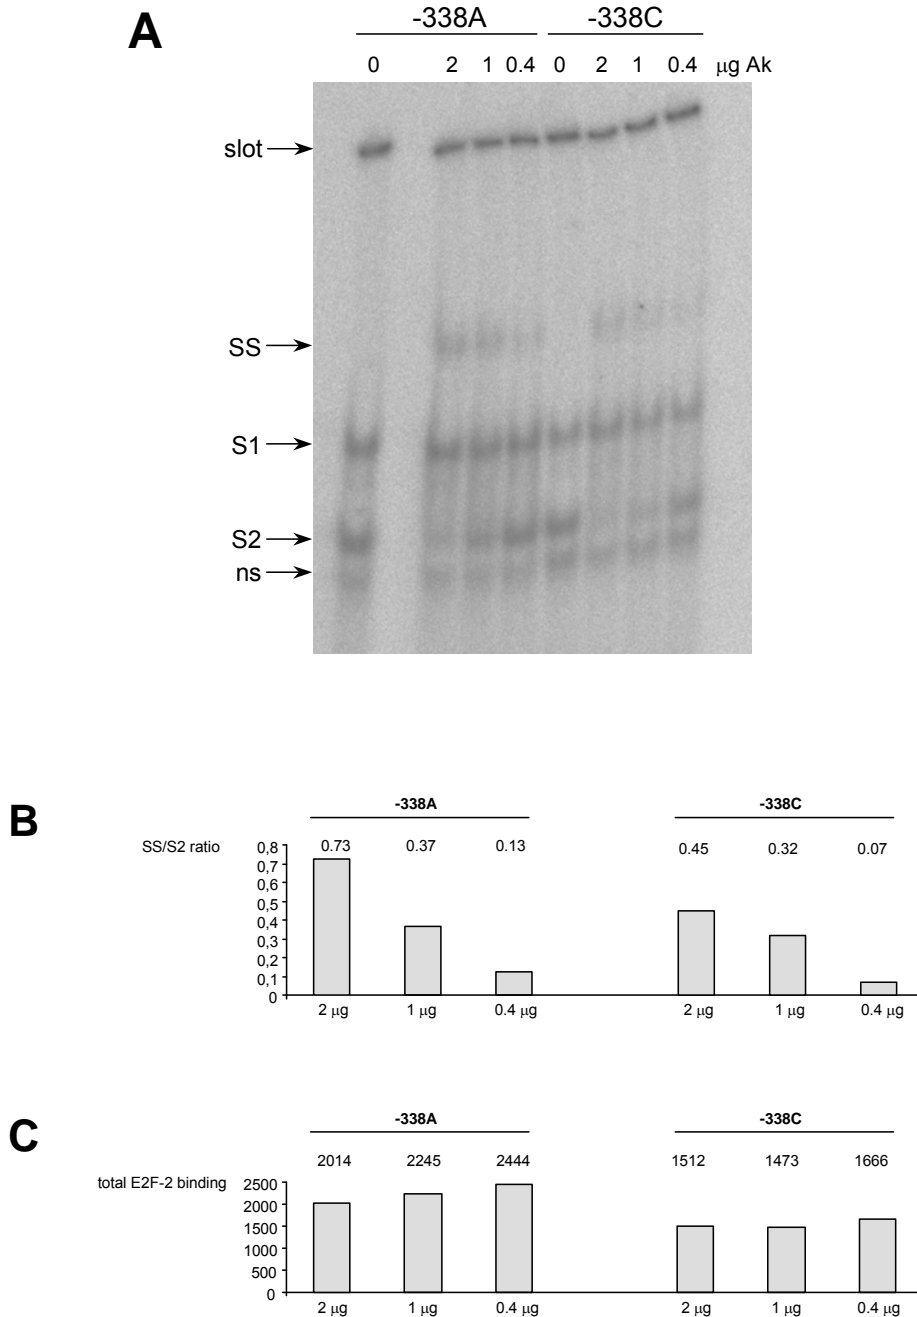 A
-338A -338C
0 2 1 0.4 0 2 1 0.4 μg Ak
slot
SS
S1
S2
ns
B
-338A -338C
SS/S2 ratio
0.73 0.37 0.13 0.45 0.32 0.07
0,8
0,7
0,6
0,5
0,4
0,3
0,2
0,1
0
2 μg 1 μg 0.4 μg 2 μg 1 μg 0.4 μg
C
-338A -338C
2014 2245 2444 1512 1473 1666
total E2F-2 binding
2500
2000
1500
1000
500
0
2 μg 1 μg 0.4 μg 2 μg 1 μg 0.4 μg